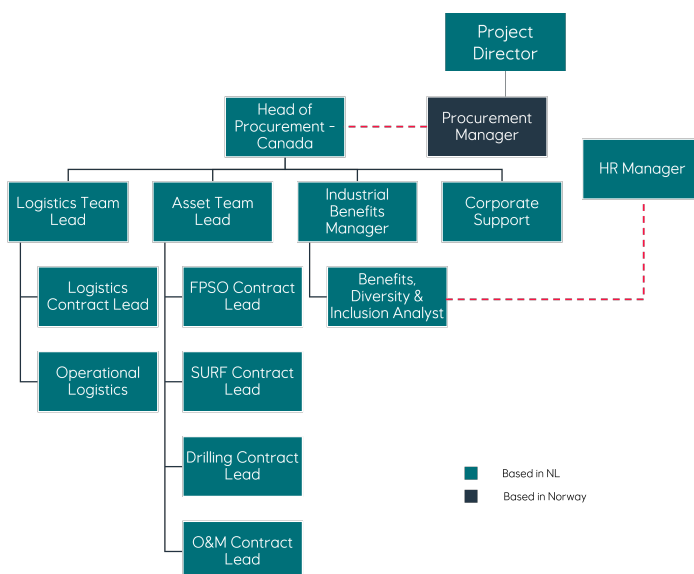 Project
Director
Head of
Procurement –
Canada
Procurement
Manager
HR Manager
Logistics Team
Lead
Asset Team
Lead
Industrial
Benefits
Manager
Corporate
Support
Logistics
Contract Lead
FPSO Contract
Lead
Benefits,
Diversity &
Inclusion Analyst
Operational
Logistics
SURF Contract
Lead
Drilling Contract
Lead
O&M Contract
Lead
Based in NL
Based in Norway